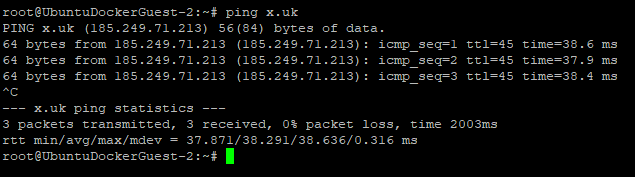 root@UbuntuDockerGuest-2:~# ping x.uk
PING x.uk (185.249.71.213) 56(84) bytes of data.
64 bytes from 185.249.71.213 (185.249.71.213): icmp_seq=1 ttl=45 time=38.6 ms
64 bytes from 185.249.71.213 (185.249.71.213): icmp_seq=2 ttl=45 time=37.9 ms
64 bytes from 185.249.71.213 (185.249.71.213): icmp_seq=3 ttl=45 time=38.4 ms
^C
--- x.uk ping statistics ---
3 packets transmitted, 3 received, 0% packet loss, time 2003ms
rtt min/avg/max/mdev = 37.871/38.291/38.636/0.316 ms
root@UbuntuDockerGuest-2:~#